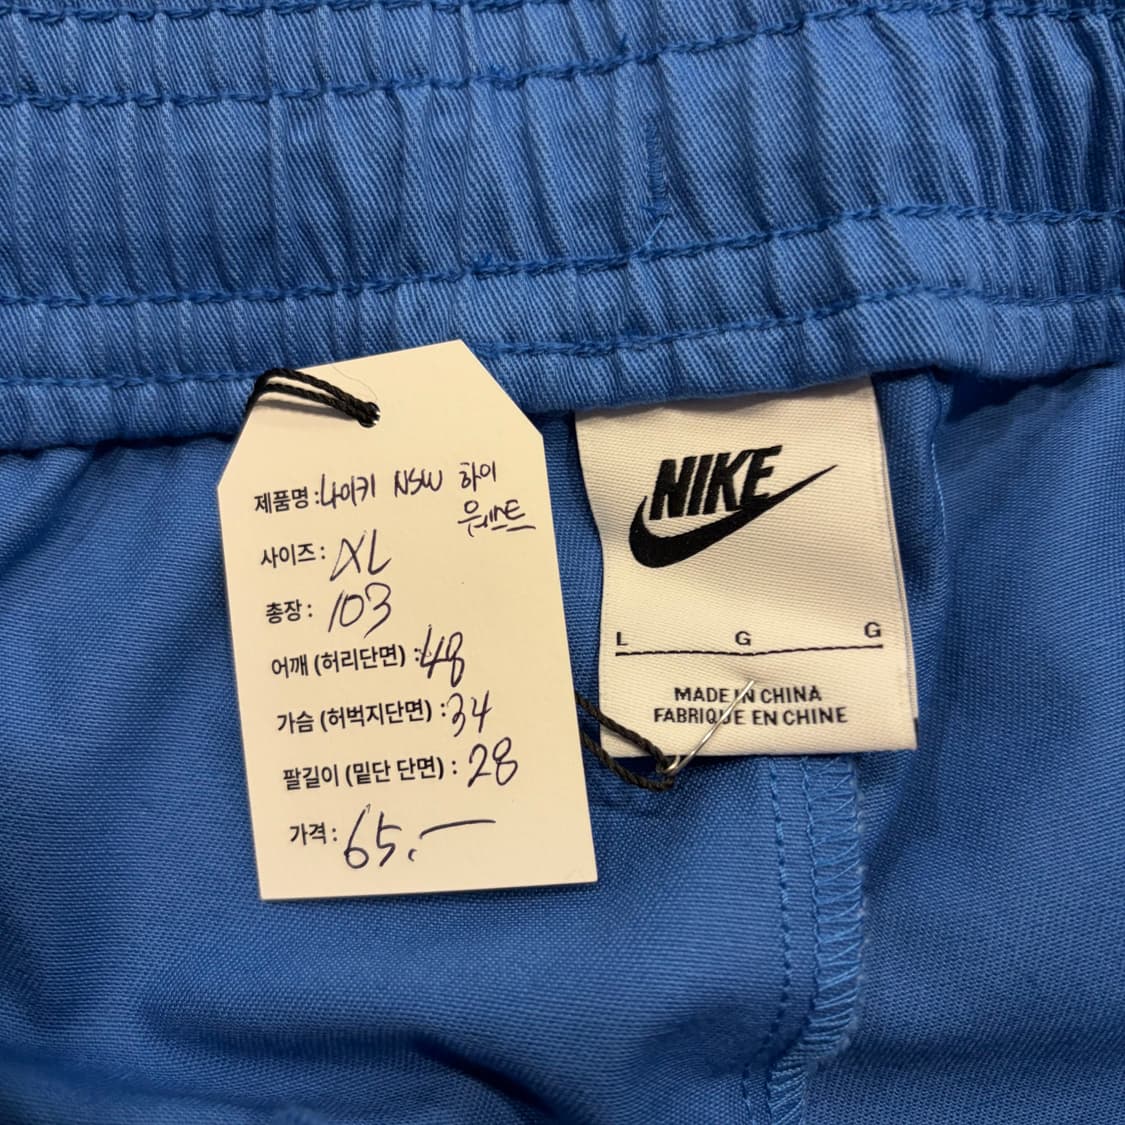 제품명 : 나이키 NSW 하이
웨스트
사이즈 : XL
총장 : 103
어깨 (허리단면) : 48
가슴 (허벅지단면) : 34
팔길이 (밑단 단면) : 28
가격 : 65.-
NIKE
L G G
MADE IN CHINA
FABRIQUE EN CHINE